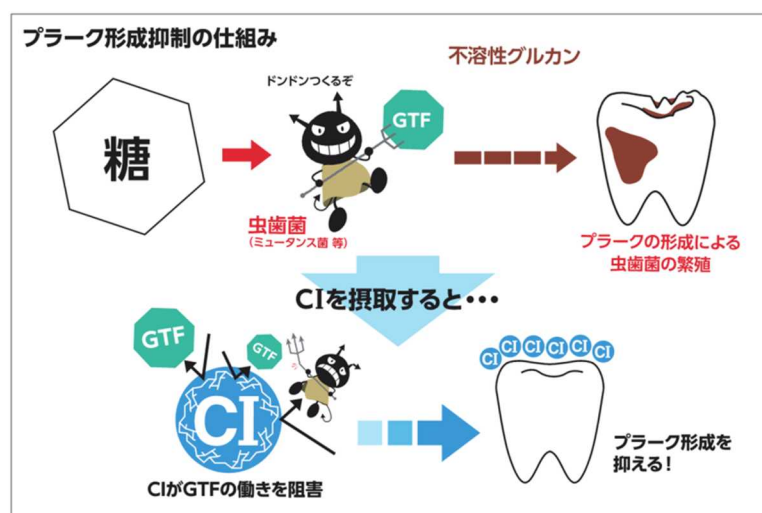 プラーク形成抑制の仕組み
不溶性グルカン
ドンドンつくるぞ
GTF
糖
虫歯菌
（ミュータンス菌 等）
プラークの形成による
虫歯菌の繁殖
CIを摂取すると・・・
GTF
GTF
CI
CI CI CI CI CI CI
プラーク形成を
抑える！
CIがGTFの働きを阻害